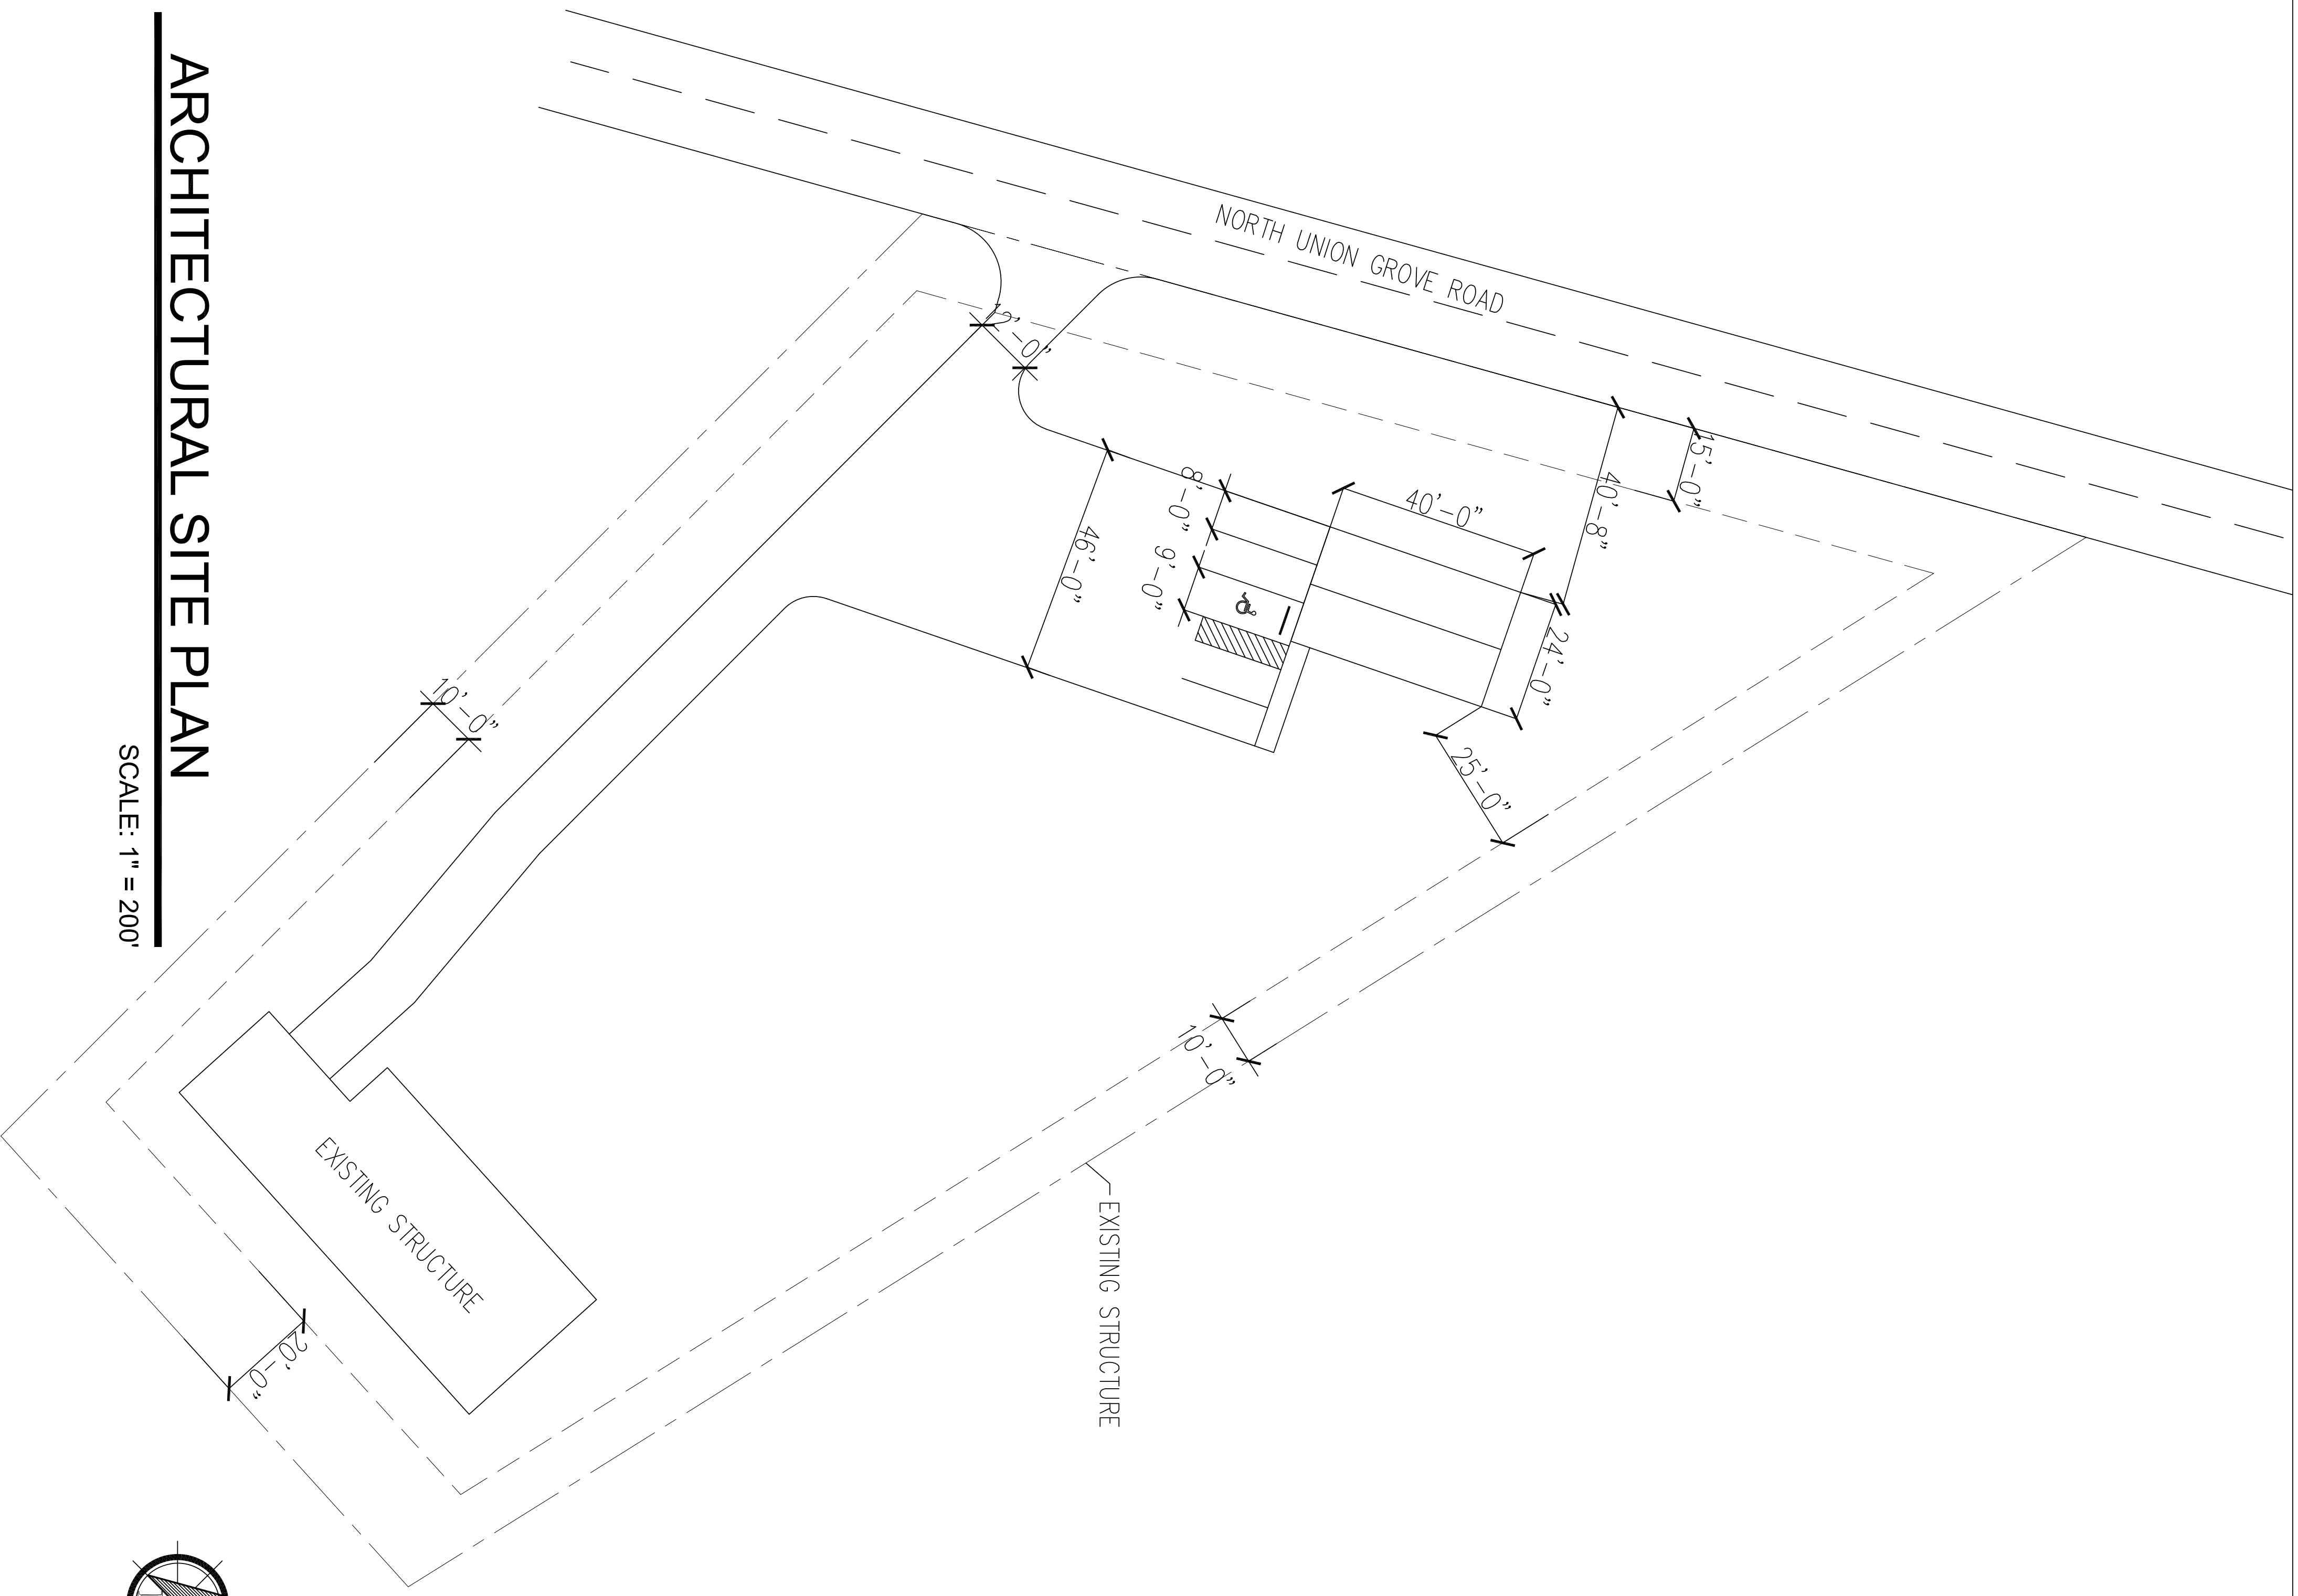 NORTH UNION GROVE ROAD
15'-0"
40'-8"
12'-0"
40'-0"
8'-0"
9'-0"
46'-0"
24'-0"
25'-0"
10'-0"
10'-0"
EXISTING STRUCTURE
EXISTING STRUCTURE
20'-0"
ARCHITECTURAL SITE PLAN
SCALE: 1" = 200'